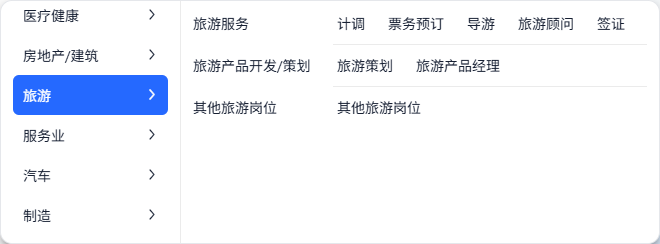 医疗健康
房地产/建筑
旅游
服务业
汽车
制造
旅游服务 计调 票务预订 导游 旅游顾问 签证
旅游产品开发/策划 旅游策划 旅游产品经理
其他旅游岗位 其他旅游岗位